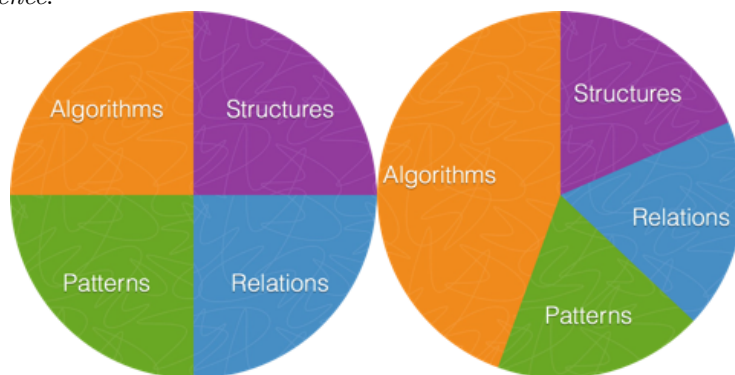 ence.
Algorithms
Structures
Patterns
Relations
Structures
Algorithms
Relations
Patterns